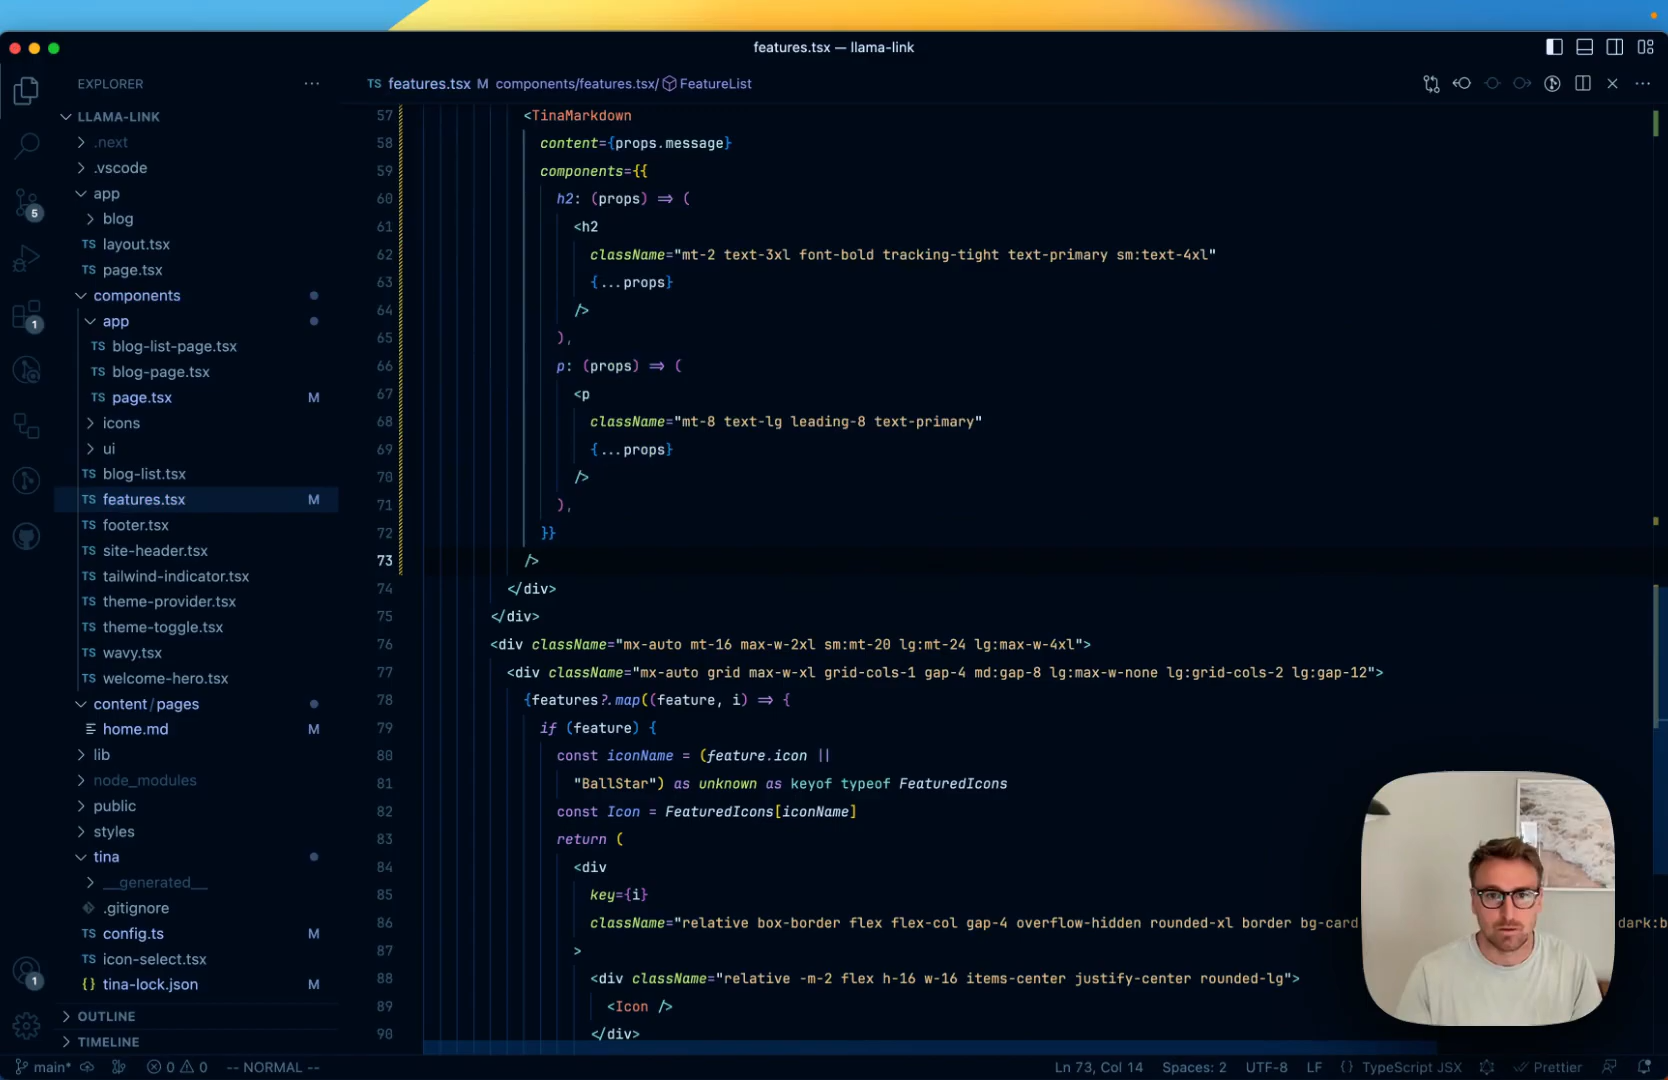 features.tsx — llama-link
EXPLORER
LLAMA-LINK
.next
.vscode
app
blog
TS layout.tsx
TS page.tsx
components
app
TS blog-list-page.tsx
TS blog-page.tsx
TS page.tsx M
icons
ui
TS blog-list.tsx
TS features.tsx M
TS footer.tsx
TS site-header.tsx
TS tailwind-indicator.tsx
TS theme-provider.tsx
TS theme-toggle.tsx
TS wavy.tsx
TS welcome-hero.tsx
content/pages
home.md M
lib
node_modules
public
styles
tina
__generated__
.gitignore
config.ts M
TS icon-select.tsx
{} tina-lock.json M
OUTLINE
TIMELINE
5
1
1
TS features.tsx M components/features.tsx/ FeatureList
57 <TinaMarkdown
58 content={props.message}
59 components={{
60 h2: (props) => (
61 <h2
62 className="mt-2 text-3xl font-bold tracking-tight text-primary sm:text-4xl"
63 {...props}
64 />
65 ),
66 p: (props) => (
67 <p
68 className="mt-8 text-lg leading-8 text-primary"
69 {...props}
70 />
71 ),
72 }}
73 />
74 </div>
75 </div>
76 <div className="mx-auto mt-16 max-w-2xl sm:mt-20 lg:mt-24 lg:max-w-4xl">
77 <div className="mx-auto grid max-w-xl grid-cols-1 gap-4 md:gap-8 lg:max-w-none lg:grid-cols-2 lg:gap-12">
78 {features?.map((feature, i) => {
79 if (feature) {
80 const iconName = (feature.icon ||
81 "BallStar") as unknown as keyof typeof FeaturedIcons
82 const Icon = FeaturedIcons[iconName]
83 return (
84 <div
85 key={i}
86 className="relative box-border flex flex-col gap-4 overflow-hidden rounded-xl border bg-card dark:b
87 >
88 <div className="relative -m-2 flex h-16 w-16 items-center justify-center rounded-lg">
89 <Icon />
90 </div>
main* 0 0 -- NORMAL -- Ln 73, Col 14 Spaces: 2 UTF-8 LF {} TypeScript JSX Prettier